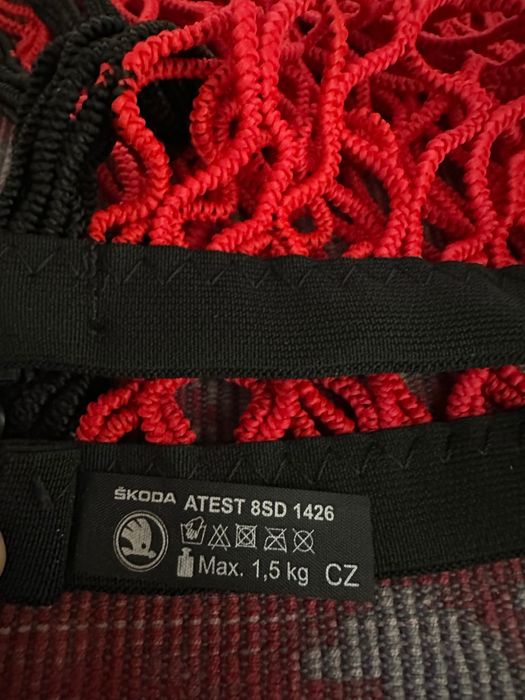 ŠKODA ATEST 8SD 1426
Max. 1,5 kg CZ